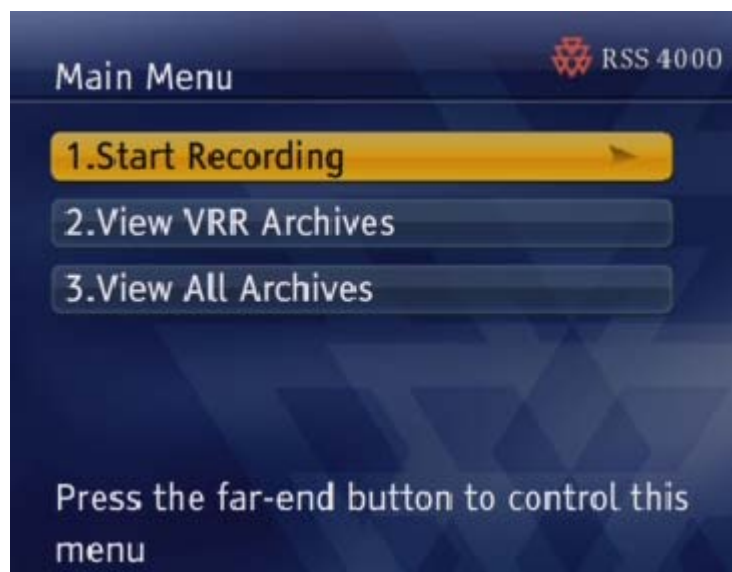 RSS 4000
Main Menu
1.Start Recording
2.View VRR Archives
3.View All Archives
Press the far-end button to control this
menu